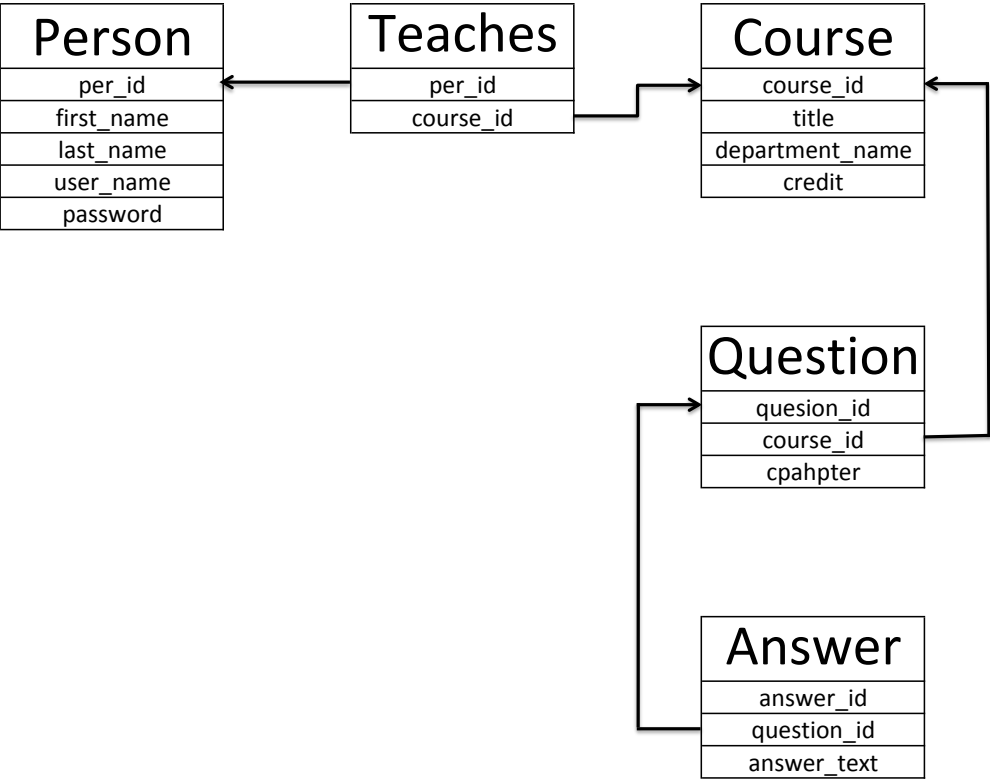 Person
per_id
first_name
last_name
user_name
password
Teaches
per_id
course_id
Course
course_id
title
department_name
credit
Question
quesion_id
course_id
cpahpter
Answer
answer_id
question_id
answer_text